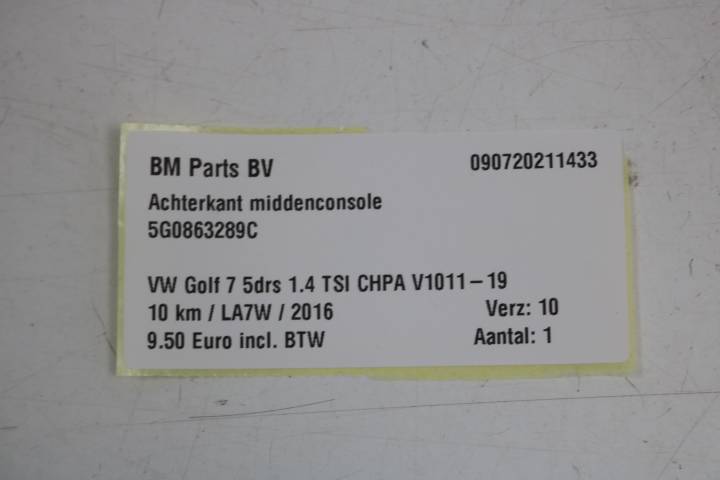 BM Parts BV 090720211433
Achterkant middenconsole
5G0863289C
VW Golf 7 5drs 1.4 TSI CHPA V1011-19
10 km / LA7W / 2016 Verz: 10
9.50 Euro incl. BTW Aantal: 1